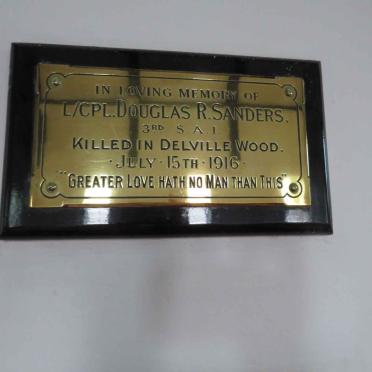 IN LOVING MEMORY OF
L/CPL. DOUGLAS R. SANDERS.
3RD S.A.I.
KILLED IN DELVILLE WOOD.
· JULY · 15TH · 1916 ·
"GREATER LOVE HATH NO MAN THAN THIS"